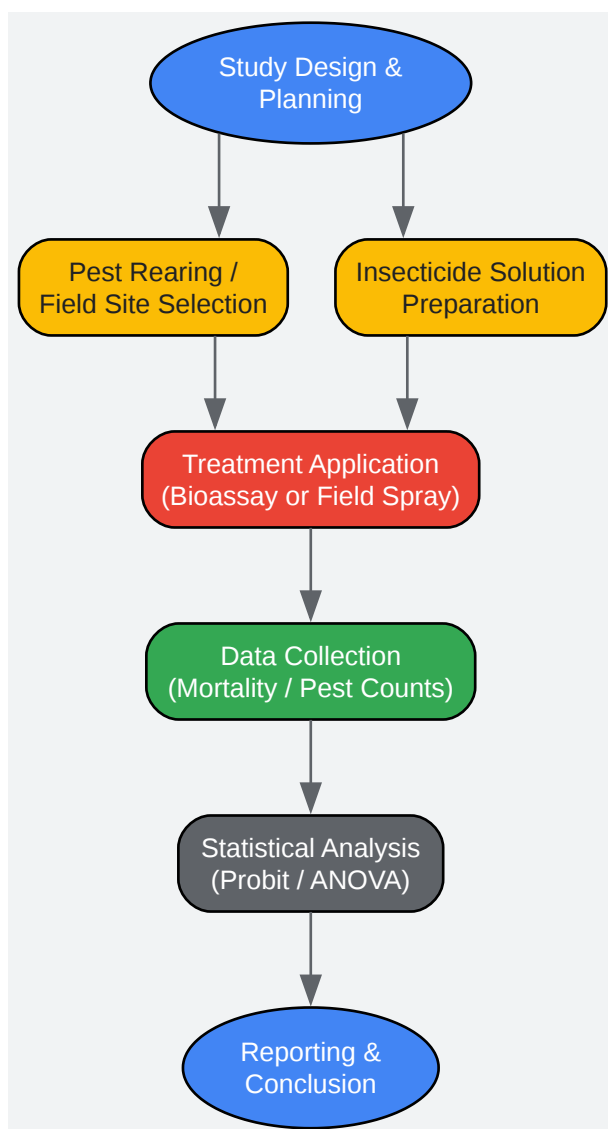 Study Design &
Planning
Pest Rearing /
Field Site Selection
Insecticide Solution
Preparation
Treatment Application
(Bioassay or Field Spray)
Data Collection
(Mortality / Pest Counts)
Statistical Analysis
(Probit / ANOVA)
Reporting &
Conclusion